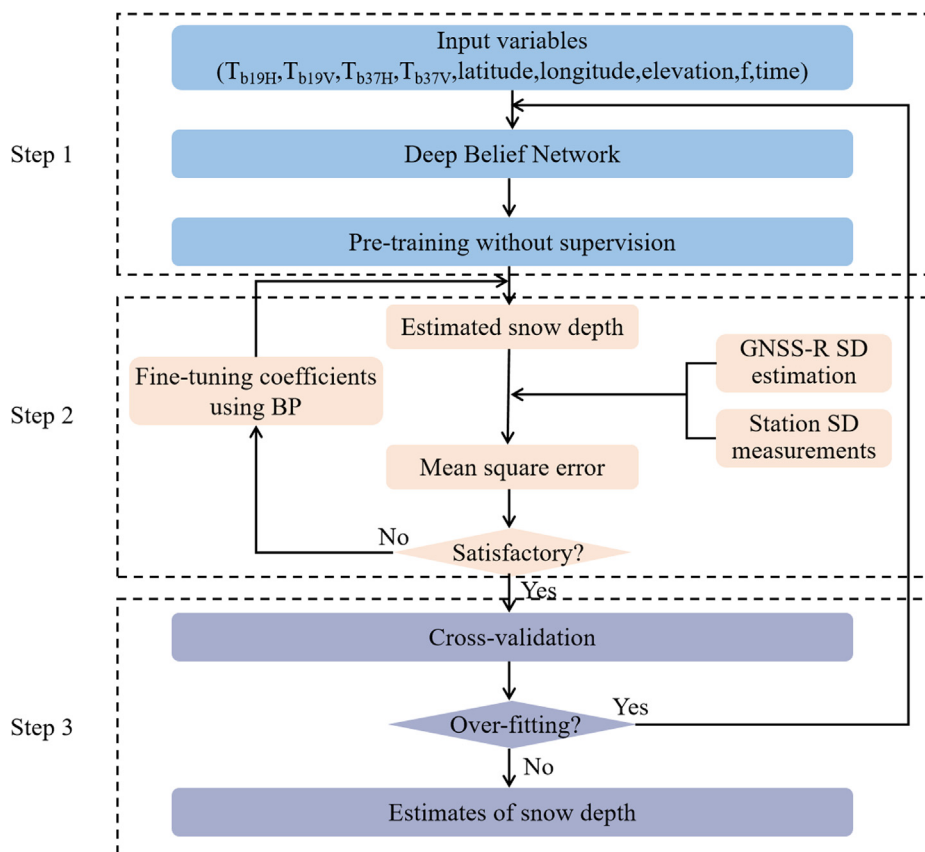 Input variables
(Tb19H,Tb19V,Tb37H,Tb37V,latitude,longitude,elevation,f,time)
Step 1
Deep Belief Network
Pre-training without supervision
Estimated snow depth
GNSS-R SD
estimation
Fine-tuning coefficients
using BP
Step 2
Station SD
measurements
Mean square error
No
Satisfactory?
Yes
Cross-validation
Step 3
Over-fitting?
Yes
No
Estimates of snow depth